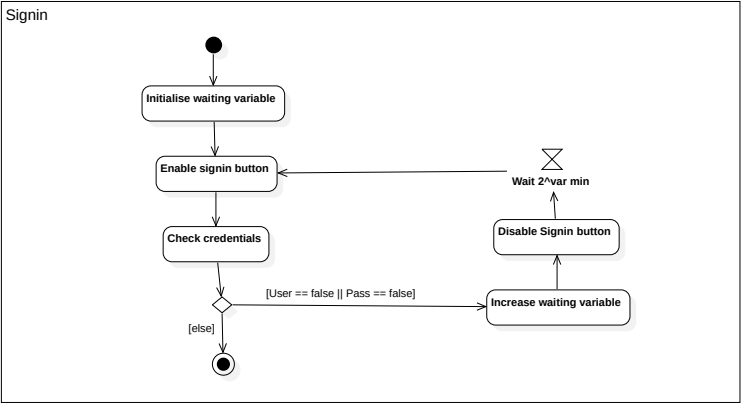 Signin
Initialise waiting variable
Enable signin button
Wait 2^var min
Disable Signin button
Check credentials
[User == false || Pass == false]
Increase waiting variable
[else]